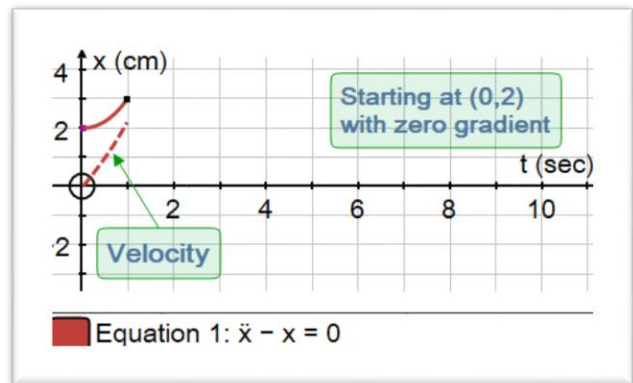 x (cm)
4
2
-2
Starting at (0,2)
with zero gradient
t (sec)
2 4 6 8 10
Velocity
Equation 1: ẍ − x = 0